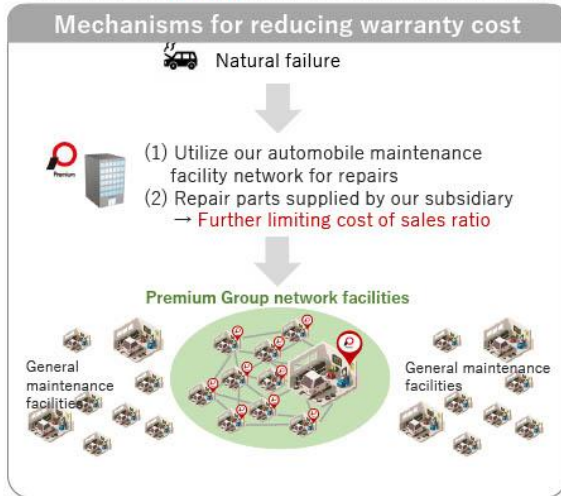 Mechanisms for reducing warranty cost
Natural failure
Premium
(1) Utilize our automobile maintenance
facility network for repairs
(2) Repair parts supplied by our subsidiary
→ Further limiting cost of sales ratio
Premium Group network facilities
General
maintenance
facilities
General maintenance
facilities